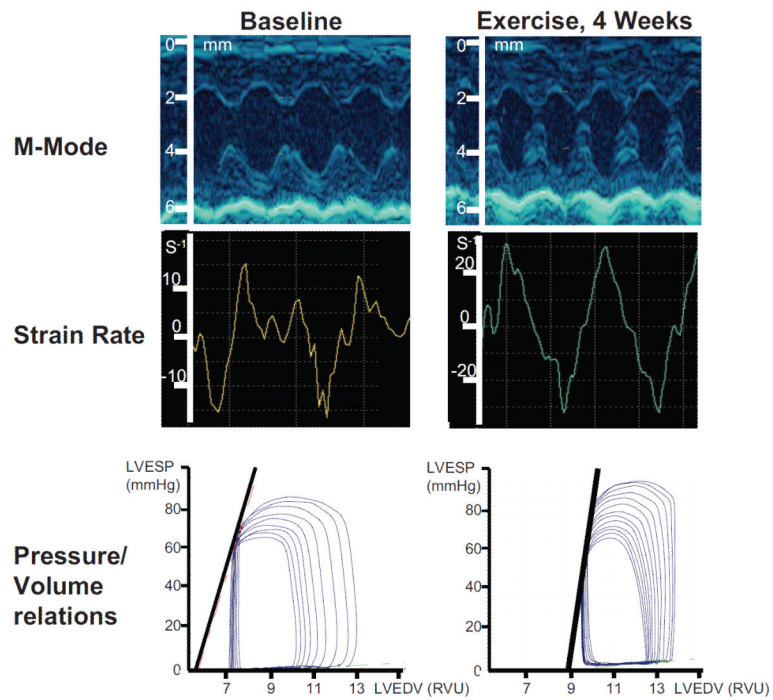 Baseline
Exercise, 4 Weeks
M-Mode
0
mm
2
4
6
0
mm
2
4
6
Strain Rate
S-1
10
0
-10
S-1
20
0
-20
Pressure/
Volume
relations
LVESP
(mmHg)
80
60
40
20
0
7 9 11 13 LVEDV (RVU)
LVESP
(mmHg)
80
60
40
20
0
7 9 11 13 LVEDV (RVU)